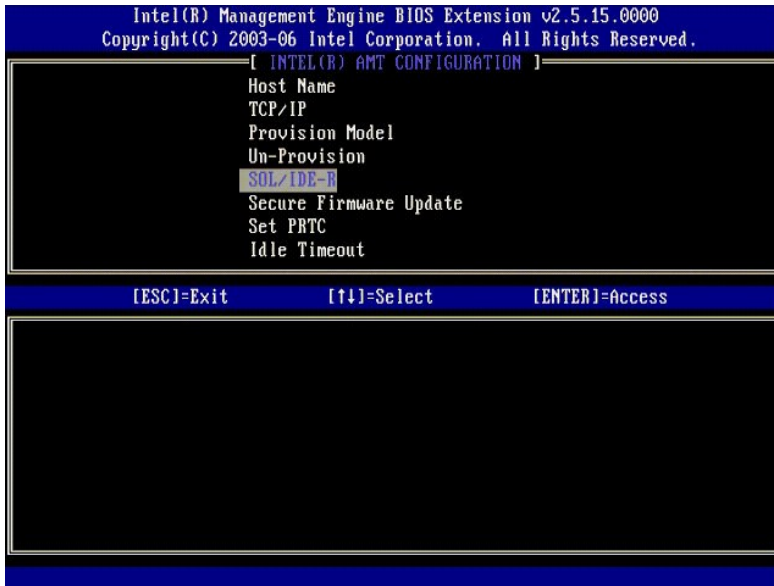 Intel(R) Management Engine BIOS Extension v2.5.15.0000
Copyright(C) 2003-06 Intel Corporation. All Rights Reserved.
[ INTEL(R) AMT CONFIGURATION ]
Host Name
TCP/IP
Provision Model
Un-Provision
SOL/IDE-R
Secure Firmware Update
Set PRTC
Idle Timeout
[ESC]=Exit [↑↓]=Select [ENTER]=Access